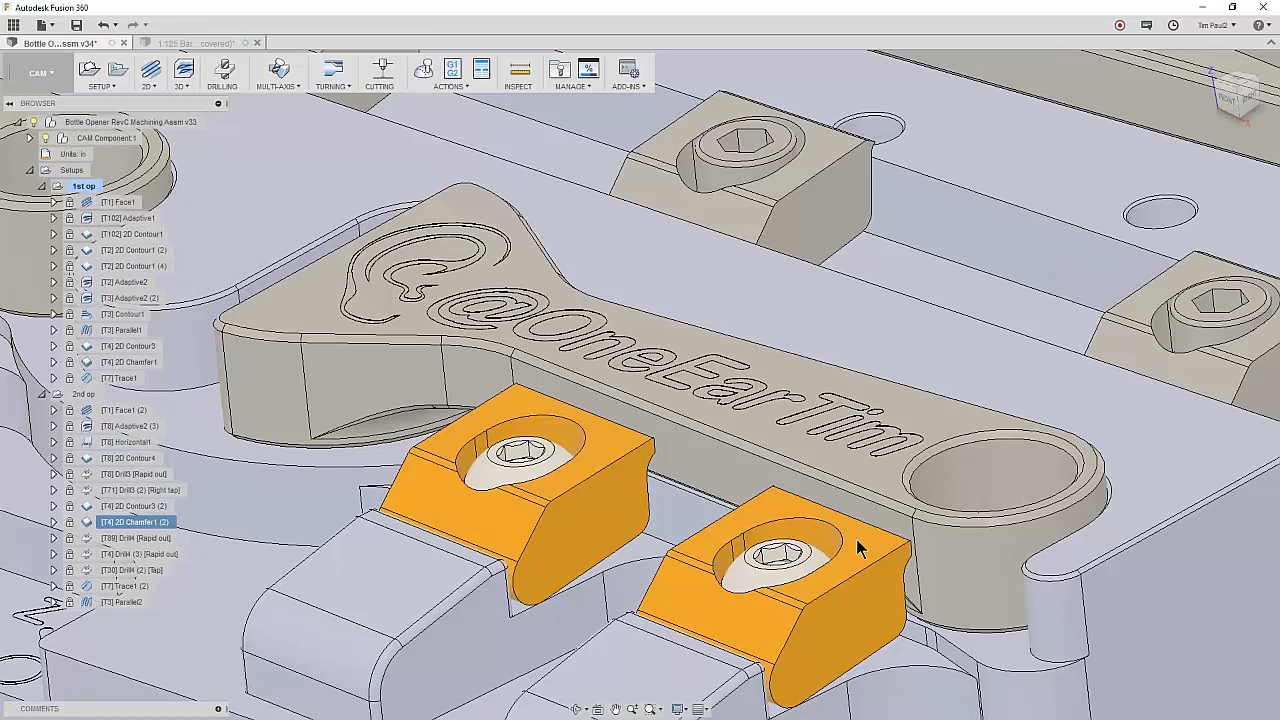 Autodesk Fusion 360
Tim Paul2
Bottle O...ssm v34*
1.125 Bar...covered)*
CAM
SETUP
2D
3D
DRILLING
MULTI-AXIS
TURNING
CUTTING
G1
G2
ACTIONS
INSPECT
MANAGE
ADD-INS
BROWSER
Bottle Opener RevC Machining Assm v33
CAM Component:1
Units: in
Setups
1st op
[T1] Face1
[T102] Adaptive1
[T102] 2D Contour1
[T2] 2D Contour1 (2)
[T2] 2D Contour1 (4)
[T2] Adaptive2
[T3] Adaptive2 (2)
[T3] Contour1
[T3] Parallel1
[T4] 2D Contour3
[T4] 2D Chamfer1
[T7] Trace1
2nd op
[T1] Face1 (2)
[T8] Adaptive2 (3)
[T8] Horizontal1
[T8] 2D Contour4
[T8] Drill3 [Rapid out]
[T71] Drill3 (2) [Right tap]
[T4] 2D Contour3 (2)
[T4] 2D Chamfer1 (2)
[T89] Drill4 [Rapid out]
[T4] Drill4 (3) [Rapid out]
[T30] Drill4 (2) [Tap]
[T7] Trace1 (2)
[T3] Parallel2
@OneEarTim
FRONT
RIGHT
Z
X
COMMENTS